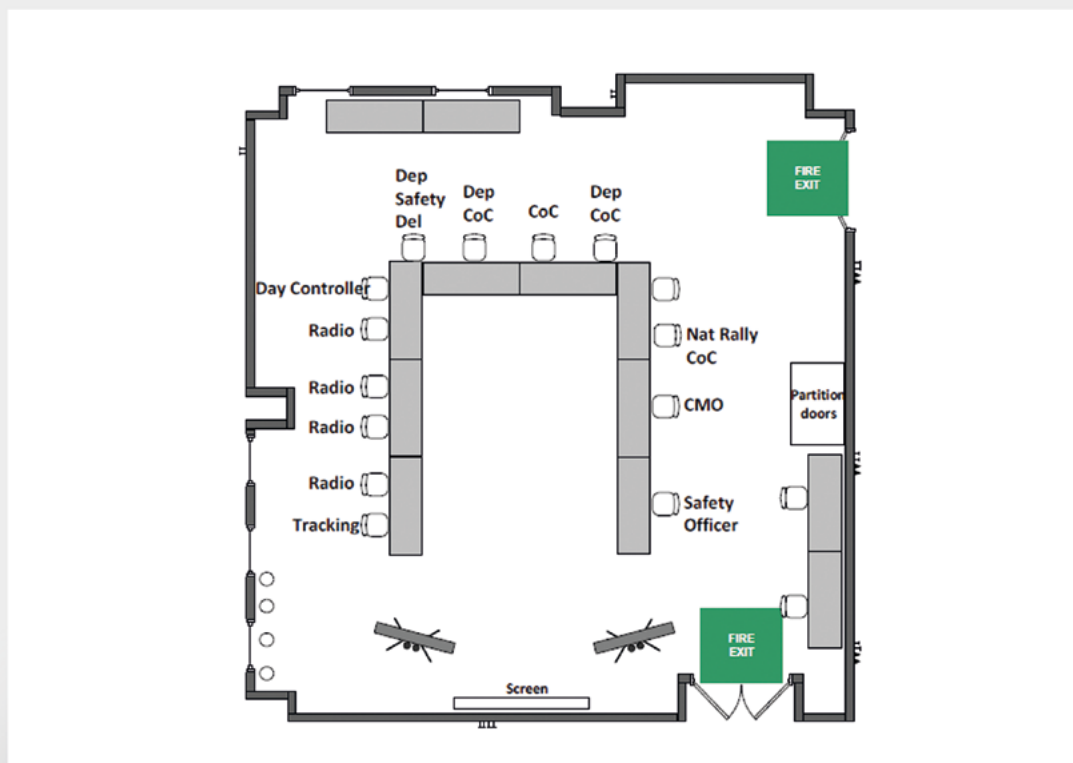 FIRE
EXIT
Dep
Safety
Del
Dep
CoC
CoC
Dep
CoC
Day Controller
Radio
Nat Rally
CoC
Radio
CMO
Partition
doors
Radio
Radio
Safety
Officer
Tracking
FIRE
EXIT
Screen